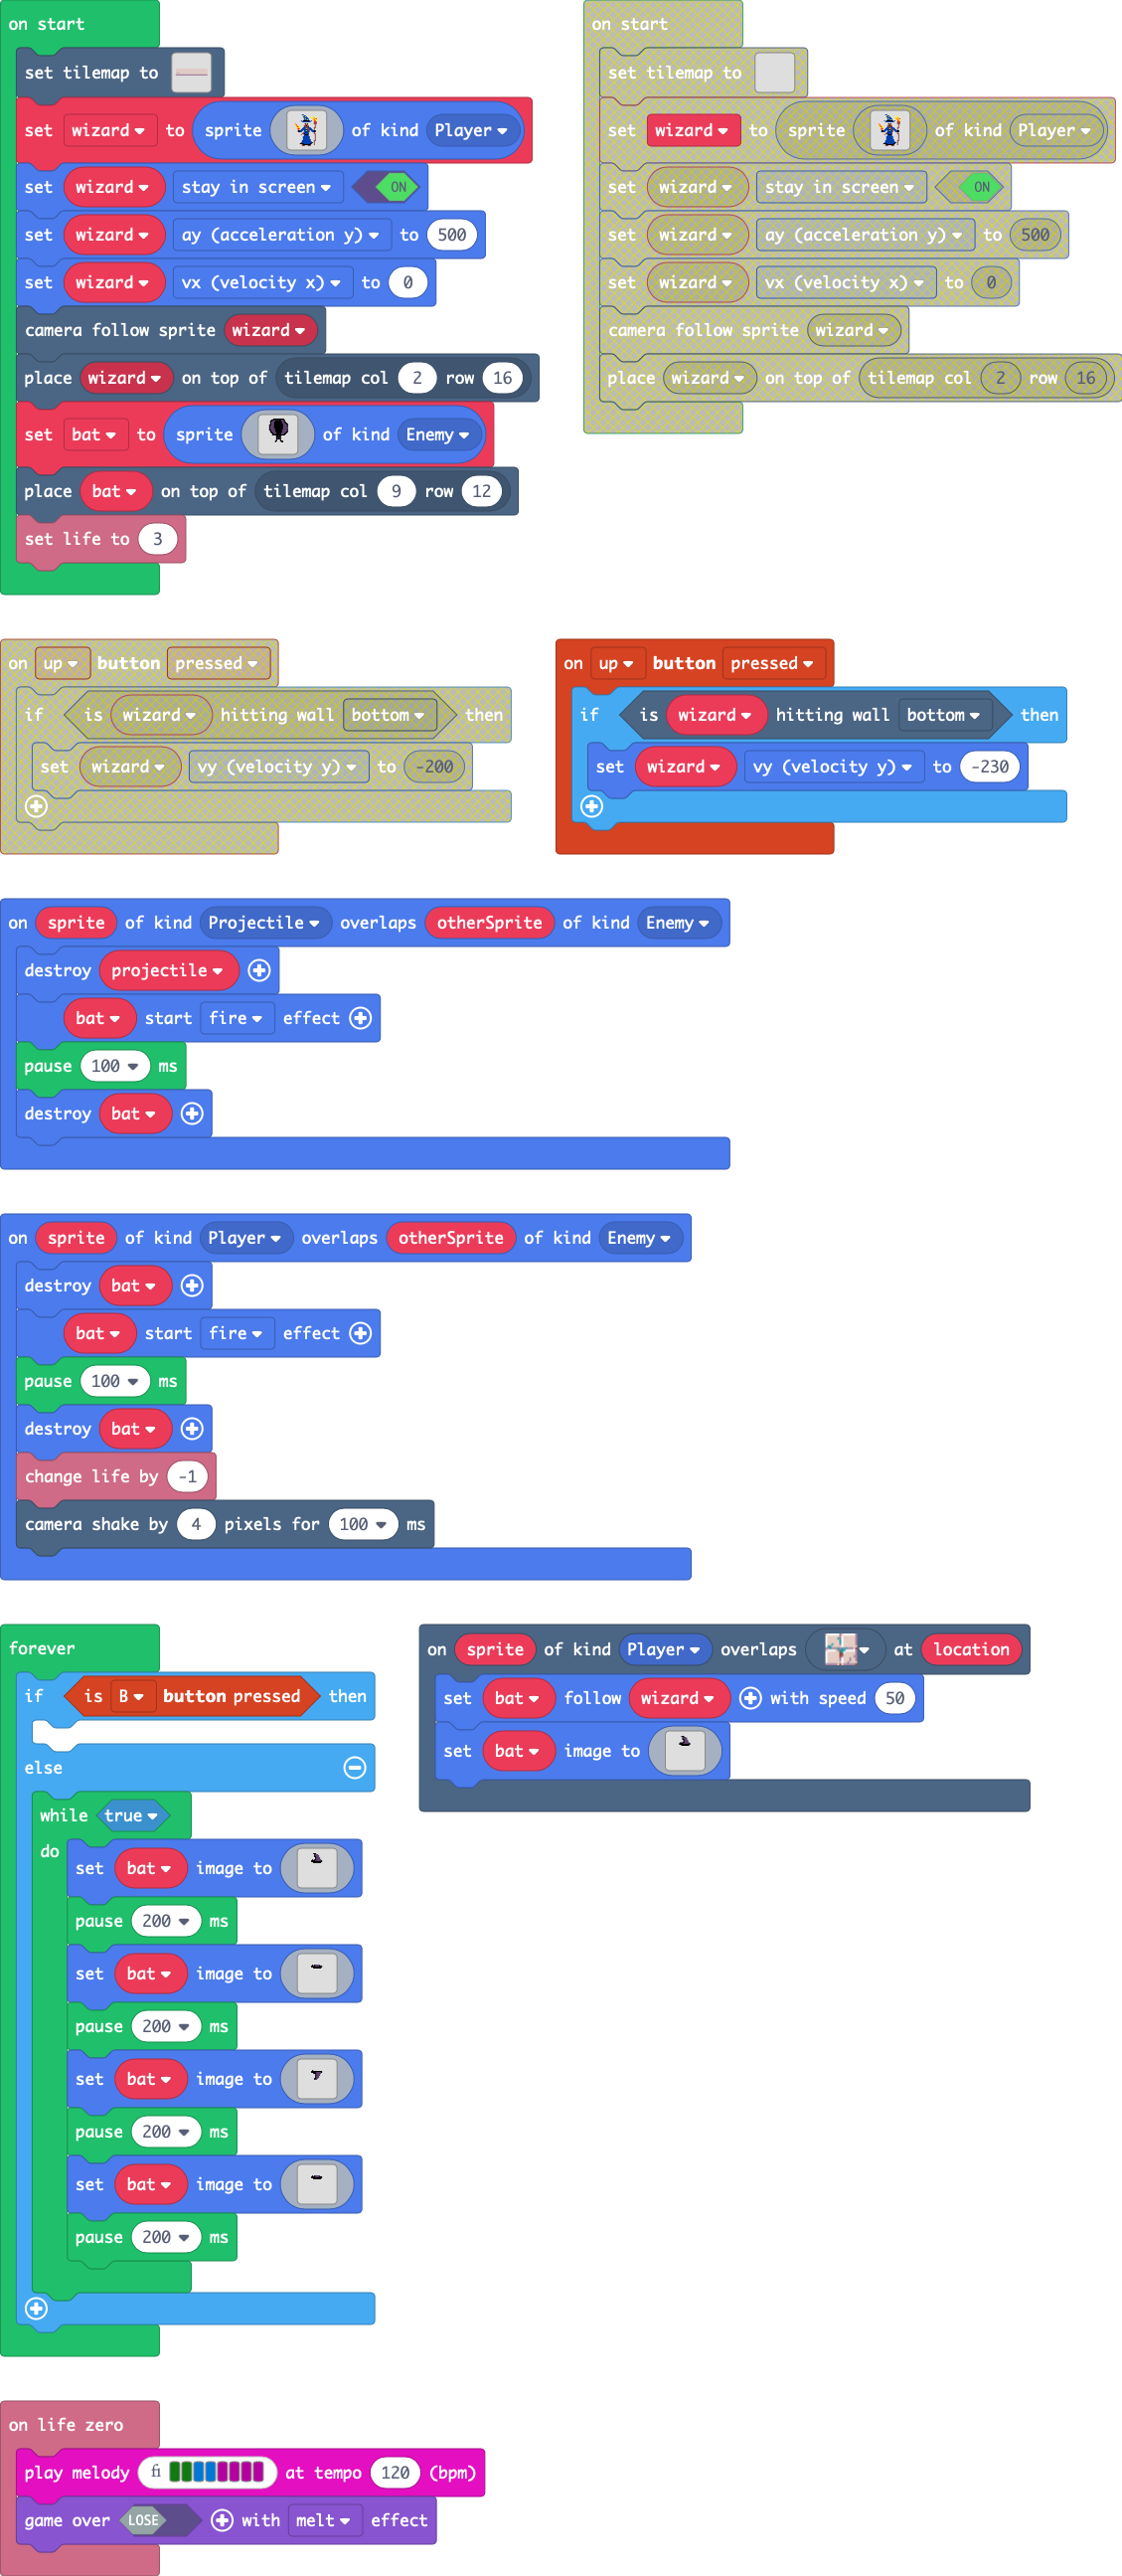 on start
set tilemap to
set wizard to sprite of kind Player
set wizard stay in screen ON
set wizard ay (acceleration y) to 500
set wizard vx (velocity x) to 0
camera follow sprite wizard
place wizard on top of tilemap col 2 row 16
set bat to sprite of kind Enemy
place bat on top of tilemap col 9 row 12
set life to 3
on start
set tilemap to
set wizard to sprite of kind Player
set wizard stay in screen ON
set wizard ay (acceleration y) to 500
set wizard vx (velocity x) to 0
camera follow sprite wizard
place wizard on top of tilemap col 2 row 16
on up button pressed
if is wizard hitting wall bottom then
set wizard vy (velocity y) to -200
on up button pressed
if is wizard hitting wall bottom then
set wizard vy (velocity y) to -230
on sprite of kind Projectile overlaps otherSprite of kind Enemy
destroy projectile
bat start fire effect
pause 100 ms
destroy bat
on sprite of kind Player overlaps otherSprite of kind Enemy
destroy bat
bat start fire effect
pause 100 ms
destroy bat
change life by -1
camera shake by 4 pixels for 100 ms
forever
if is B button pressed then
else
while true
do
set bat image to
pause 200 ms
set bat image to
pause 200 ms
set bat image to
pause 200 ms
set bat image to
pause 200 ms
on sprite of kind Player overlaps at location
set bat follow wizard with speed 50
set bat image to
on life zero
play melody at tempo 120 (bpm)
game over LOSE with melt effect